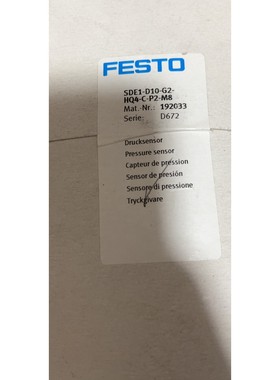 FESTO
SDE1-D10-G2-
HQ4-C-P2-M8
Mat.-Nr.: 192033
Serie: D672
Drucksensor
Pressure sensor
Capteur de pression
Sensor de presión
Sensore di pressione
Tryckgivare